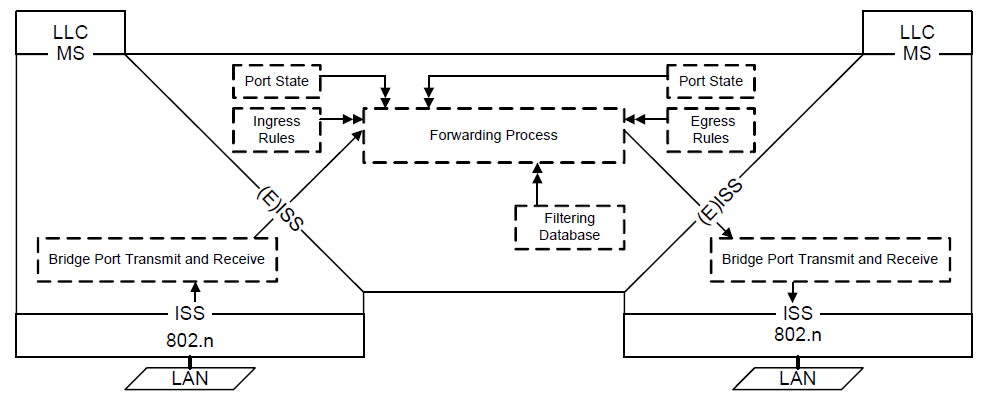 LLC
MS
LLC
MS
Port State
Port State
Ingress
Rules
Forwarding Process
Egress
Rules
(E)ISS
(E)ISS
Filtering
Database
Bridge Port Transmit and Receive
Bridge Port Transmit and Receive
ISS
802.n
ISS
802.n
LAN
LAN